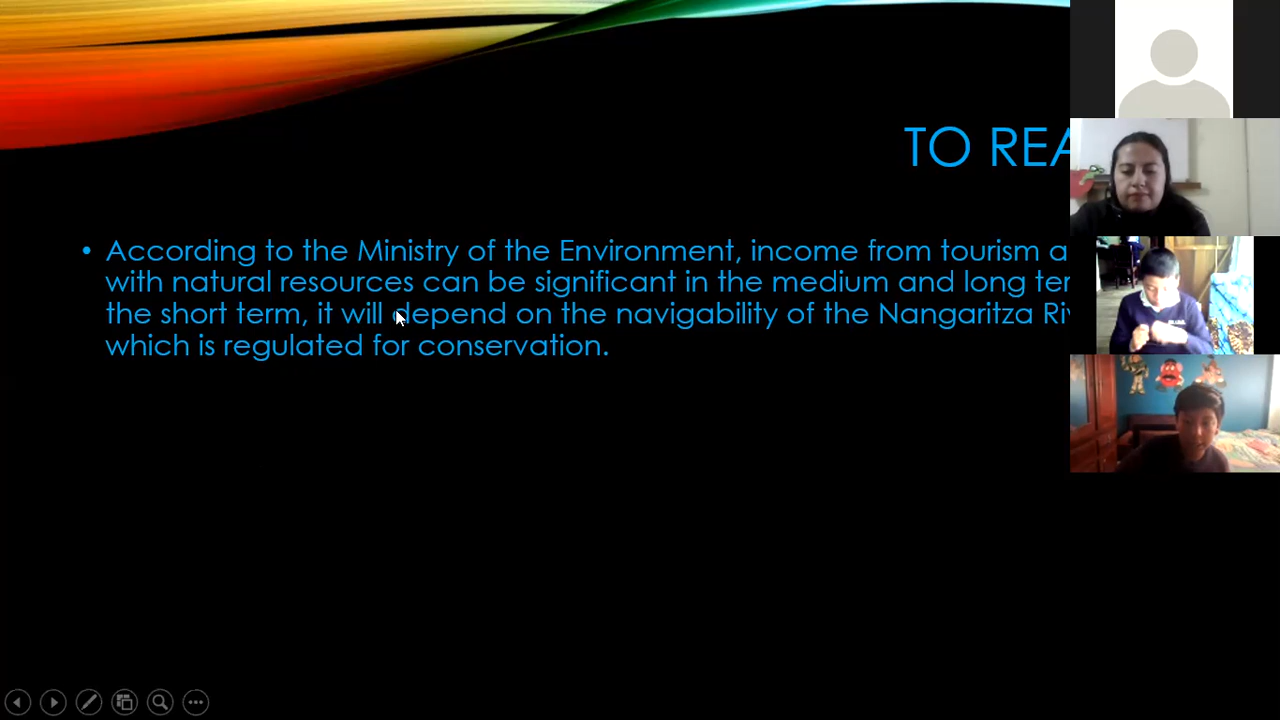 TO REA
According to the Ministry of the Environment, income from tourism a
with natural resources can be significant in the medium and long ter
the short term, it will depend on the navigability of the Nangaritza Riv
which is regulated for conservation.